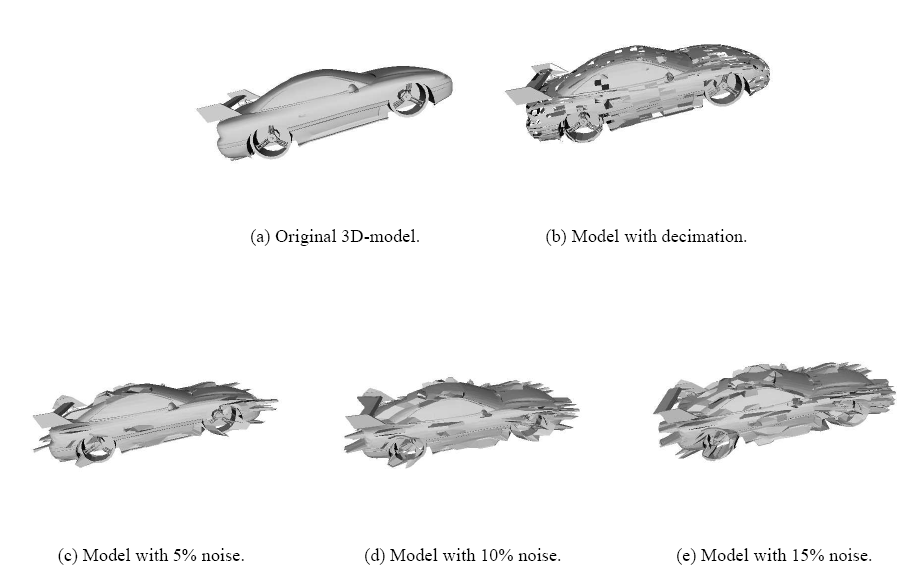 (a) Original 3D-model.
(b) Model with decimation.
(c) Model with 5% noise.
(d) Model with 10% noise.
(e) Model with 15% noise.